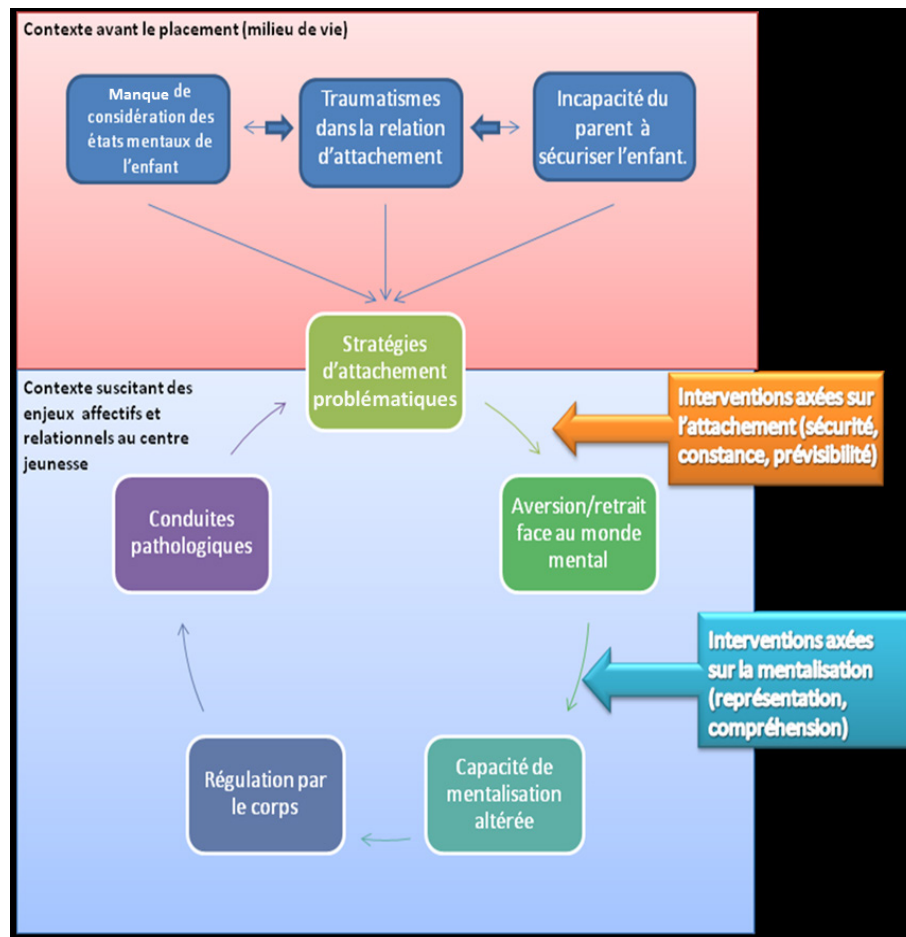 Contexte avant le placement (milieu de vie)
Manque de
considération des
états mentaux de
l'enfant
Traumatismes
dans la relation
d'attachement
Incapacité du
parent à
sécuriser l'enfant.
Stratégies
d'attachement
problématiques
Contexte suscitant des
enjeux affectifs et
relationnels au centre
jeunesse
Interventions axées sur
l'attachement (sécurité,
constance, prévisibilité)
Conduites
pathologiques
Aversion/retrait
face au monde
mental
Interventions axées
sur la mentalisation
(représentation,
compréhension)
Régulation par
le corps
Capacité de
mentalisation
altérée